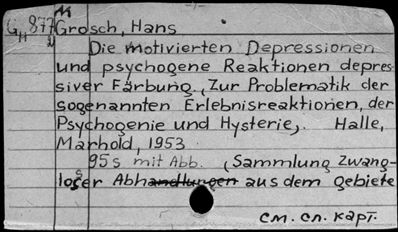 M
G 877 Grosch, Hans
H
Die motivierten Depressionen
und psychogene Reaktionen depres-
siver Färbung. (Zur Problematik der
sogenannten Erlebnisreaktionen, der
Psychogenie und Hysterie). Halle,
Marhold, 1953
95 s mit Abb. (Sammlung zwang-
loser Abhandlungen aus dem gebiete
см. сл. карт.